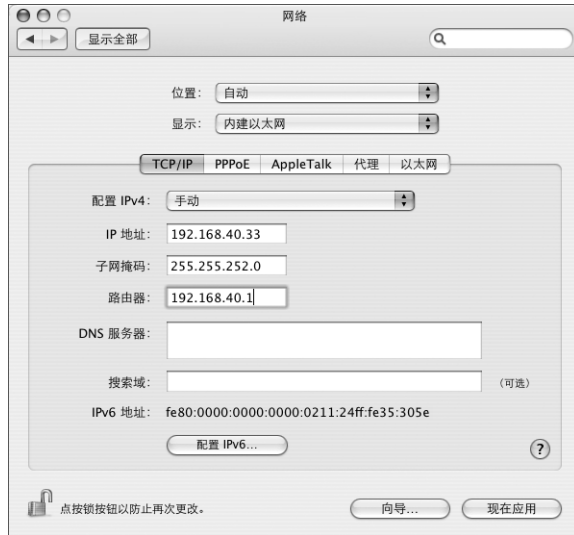 网络
显示全部
位置: 自动
显示: 内建以太网
TCP/IP PPPoE AppleTalk 代理 以太网
配置 IPv4: 手动
IP 地址: 192.168.40.33
子网掩码: 255.255.252.0
路由器: 192.168.40.1
DNS 服务器:
搜索域: (可选)
IPv6 地址: fe80:0000:0000:0000:0211:24ff:fe35:305e
配置 IPv6...
?
点按锁按钮以防止再次更改。
向导... 现在应用